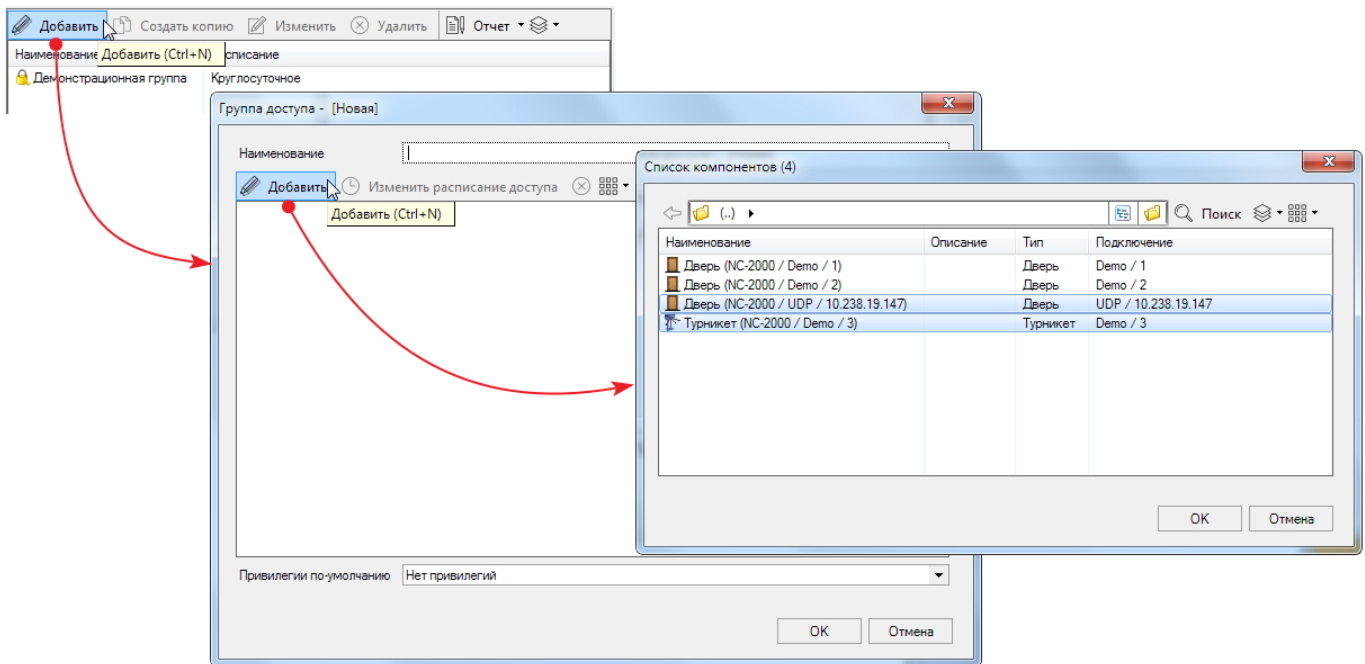 Добавить Создать копию Изменить Удалить Отчет
Наименование Добавить (Ctrl+N) списание
Демонстрационная группа Круглосуточное
Группа доступа - [Новая]
Наименование
Добавить Изменить расписание доступа
Добавить (Ctrl+N)
Список компонентов (4)
(..) Поиск
Наименование Описание Тип Подключение
Дверь (NC-2000 / Demo / 1) Дверь Demo / 1
Дверь (NC-2000 / Demo / 2) Дверь Demo / 2
Дверь (NC-2000 / UDP / 10.238.19.147) Дверь UDP / 10.238.19.147
Турникет (NC-2000 / Demo / 3) Турникет Demo / 3
OK Отмена
Привилегии по-умолчанию Нет привилегий
OK Отмена